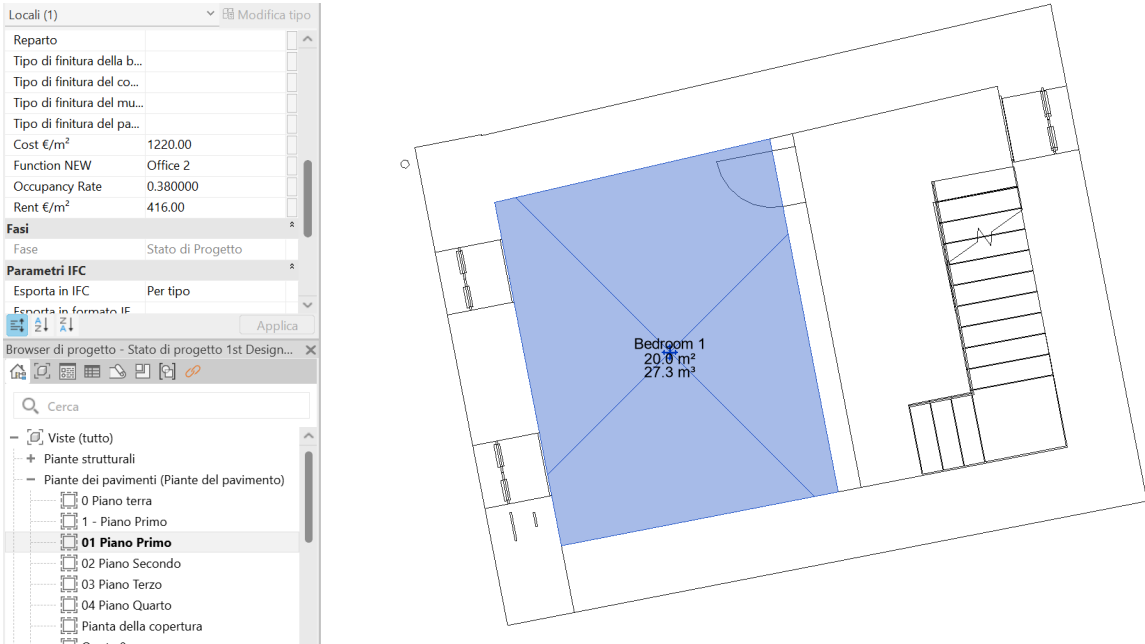 Locali (1)
Modifica tipo
Reparto
Tipo di finitura della b...
Tipo di finitura del co...
Tipo di finitura del mu...
Tipo di finitura del pa...
Cost €/m² 1220.00
Function NEW Office 2
Occupancy Rate 0.380000
Rent €/m² 416.00
Fasi
Fase Stato di Progetto
Parametri IFC
Esporta in IFC Per tipo
Esporta in formato IF
Applica
Browser di progetto - Stato di progetto 1st Design...
Cerca
Viste (tutto)
Piante strutturali
Piante dei pavimenti (Piante del pavimento)
0 Piano terra
1 - Piano Primo
01 Piano Primo
02 Piano Secondo
03 Piano Terzo
04 Piano Quarto
Pianta della copertura
Bedroom 1
20.0 m²
27.3 m³